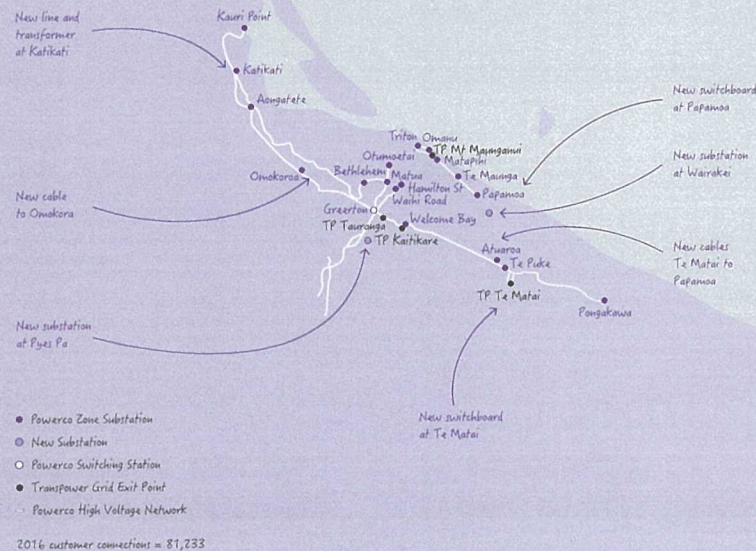 New line and
transformer
at Katikati
Kauri Point
Katikati
Aongatete
New switchboard
at Papamoa
Triton Omanu
TP Mt Maunganui
Matapihi
Otumoetai
New substation
at Wairakei
Omokoroa
Bethlehem Matua
Te Maunga
Hamilton St
Papamoa
Waihi Road
New cable
to Omokora
Greerton
Welcome Bay
TP Tauranga
TP Kaitikare
New cables
Te Matai to
Papamoa
Atuaroa
Te Puke
TP Te Matai
Pongakawa
New substation
at Pyes Pa
New switchboard
at Te Matai
Powerco Zone Substation
New Substation
Powerco Switching Station
Transpower Grid Exit Point
Powerco High Voltage Network
2016 customer connections = 81,233